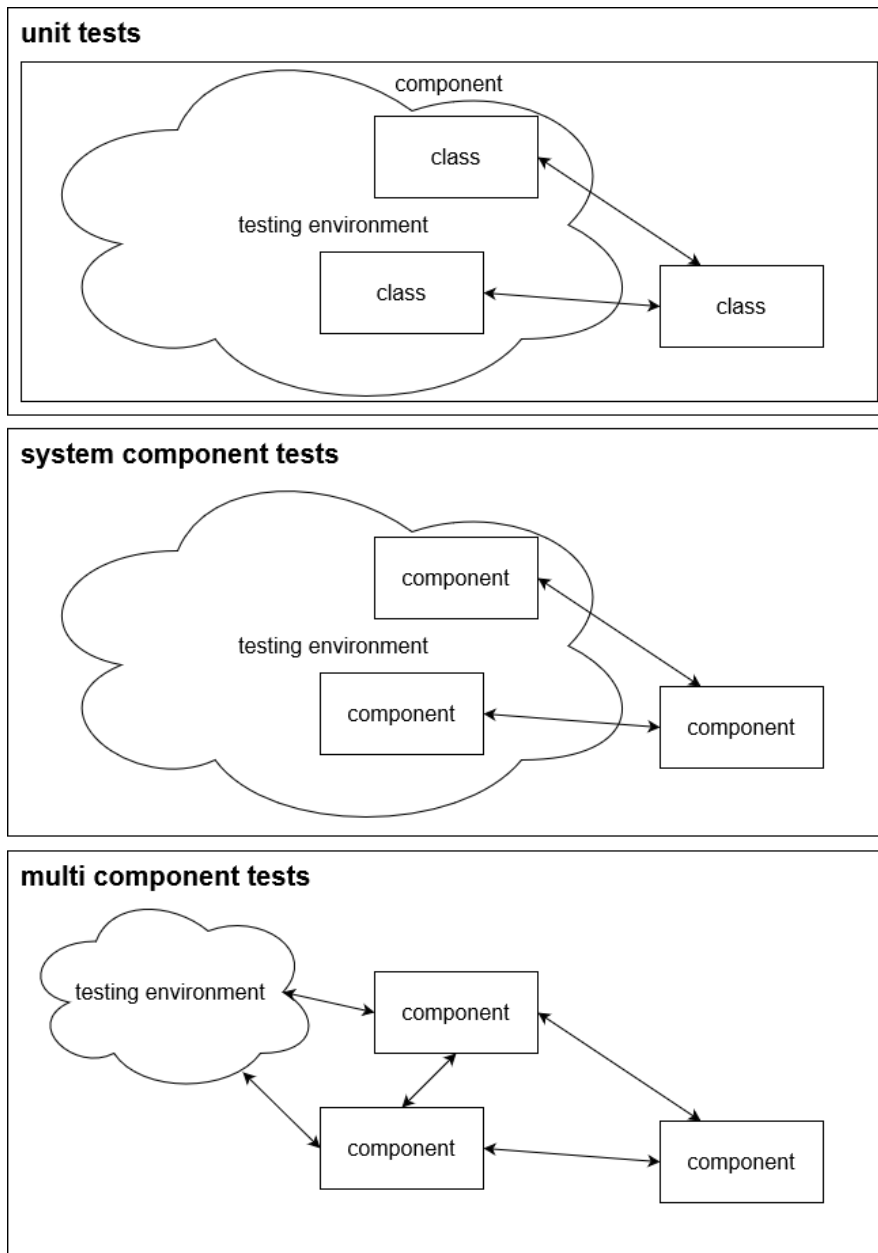 unit tests
component
class
testing environment
class
class
system component tests
component
testing environment
component
component
multi component tests
testing environment
component
component
component